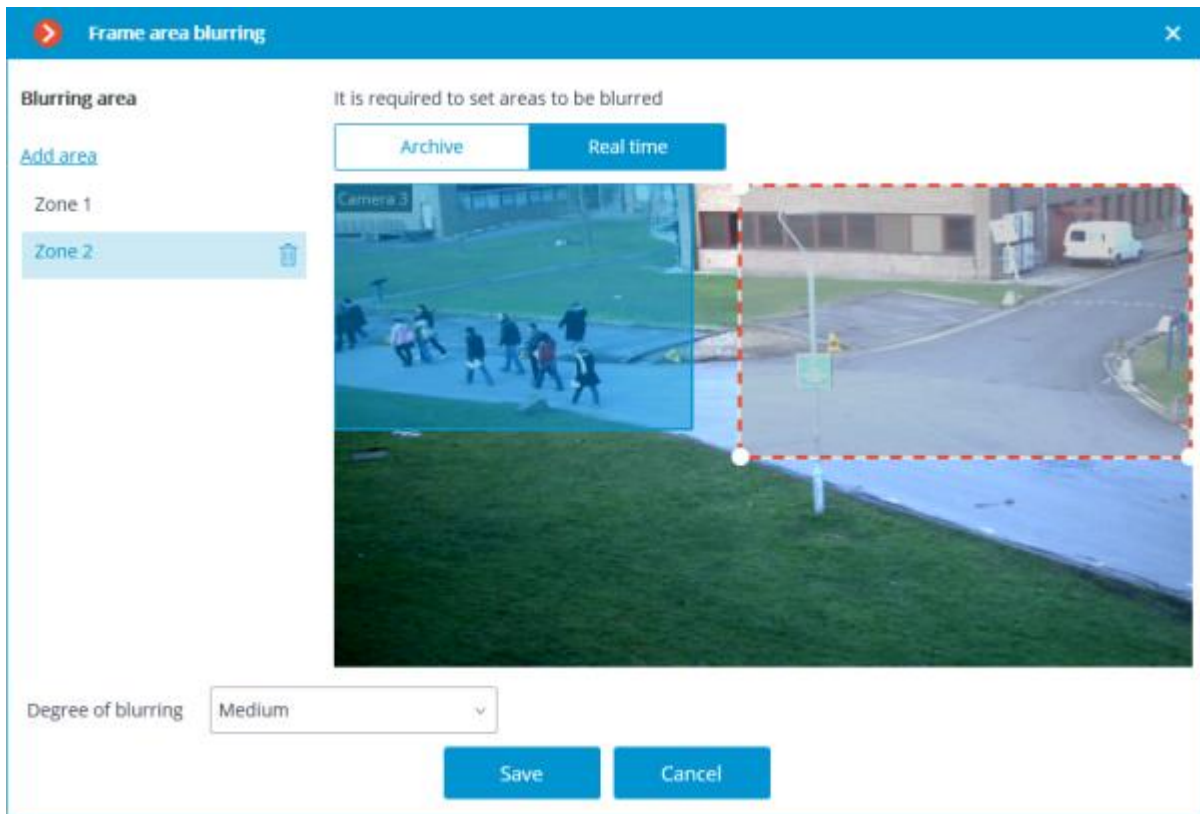 Frame area blurring
Blurring area
It is required to set areas to be blurred
Add area
Archive
Real time
Zone 1
Zone 2
Camera 3
Degree of blurring
Medium
Save
Cancel